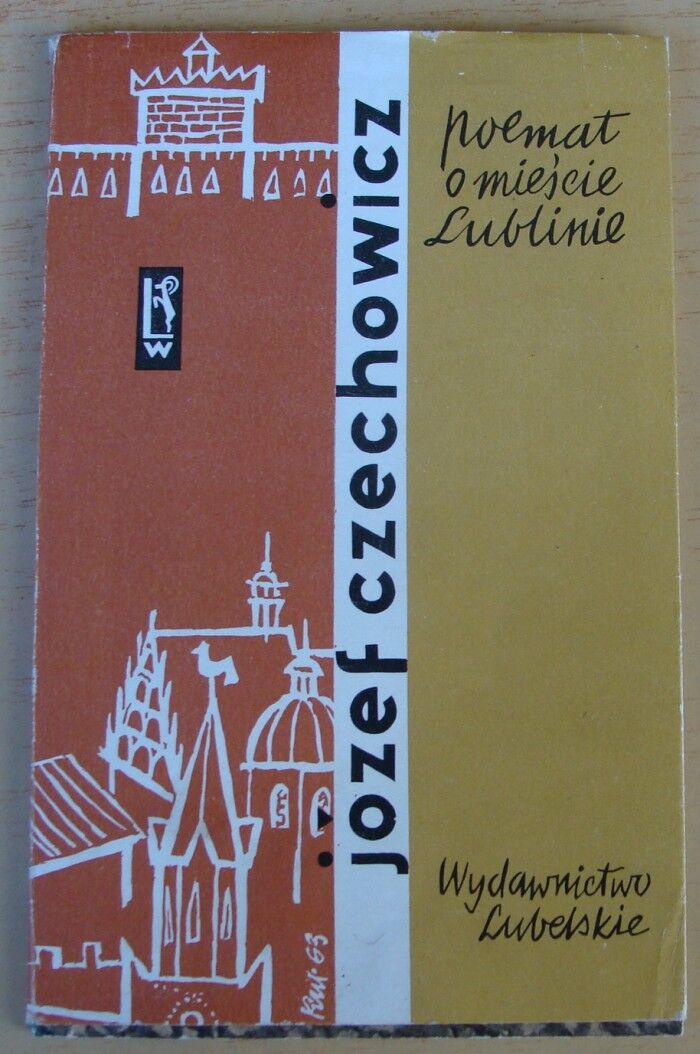 poemat
o mieście
Lublinie
józef czechowicz
L
W
Wydawnictwo
Lubelskie